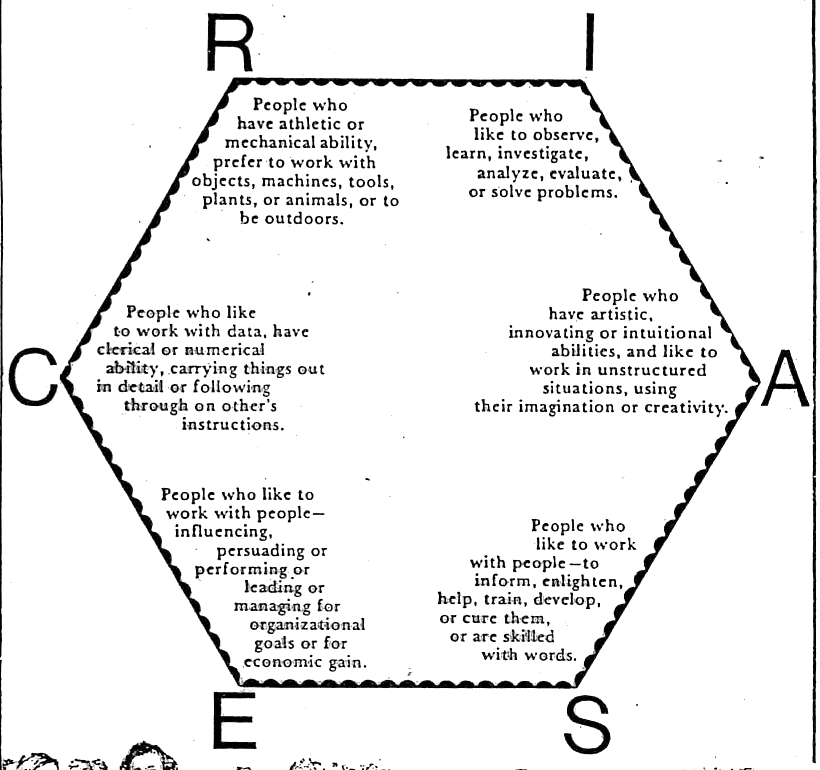 R
I
People who
have athletic or
mechanical ability,
prefer to work with
objects, machines, tools,
plants, or animals, or to
be outdoors.
People who
like to observe,
learn, investigate,
analyze, evaluate,
or solve problems.
C
People who like
to work with data, have
clerical or numerical
ability, carrying things out
in detail or following
through on other's
instructions.
People who
have artistic,
innovating or intuitional
abilities, and like to
work in unstructured
situations, using
their imagination or creativity.
A
People who like to
work with people—
influencing,
persuading or
performing or
leading or
managing for
organizational
goals or for
economic gain.
People who
like to work
with people—to
inform, enlighten,
help, train, develop,
or cure them,
or are skilled
with words.
E
S